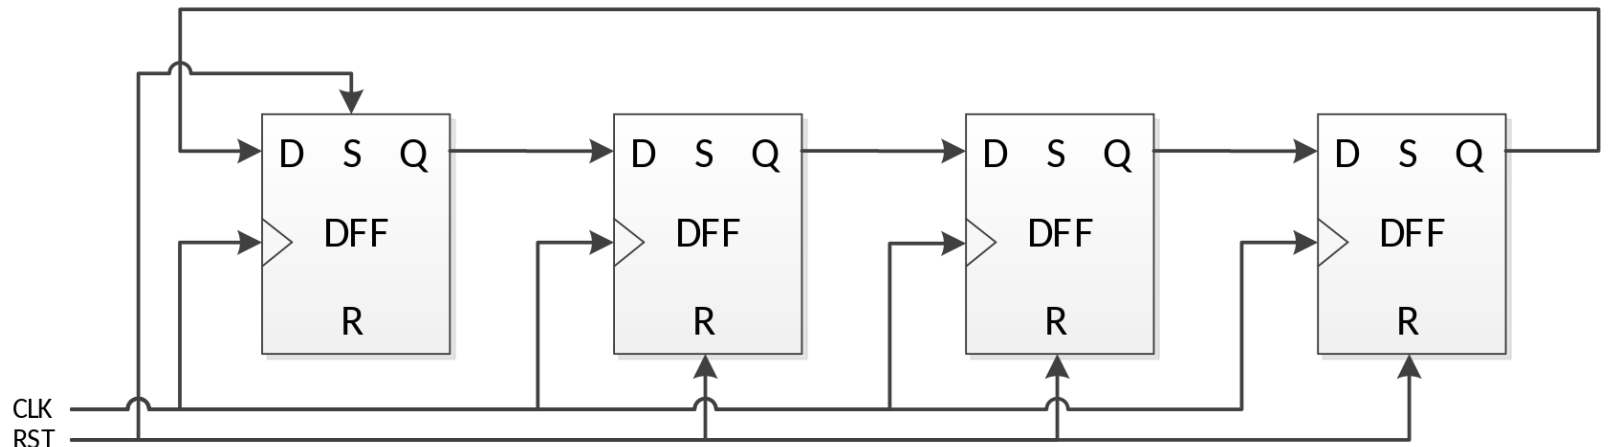 D S Q D S Q D S Q D S Q
DFF DFF DFF DFF
R R R R
CLK
RST